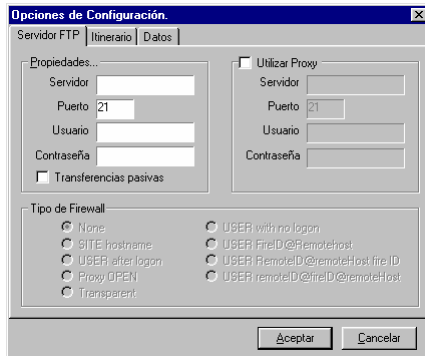 Opciones de Configuración.
Servidor FTP Itinerario Datos
Propiedades... Utilizar Proxy
Servidor Servidor
Puerto 21 Puerto 21
Usuario Usuario
Contraseña Contraseña
Transferencias pasivas
Tipo de Firewall
None USER with no logon
SITE hostname USER FireID@Remotehost
USER after logon USER RemoteID@remoteHost fire ID
Proxy OPEN USER remoteID@fireID@remoteHost
Transparent
Aceptar Cancelar